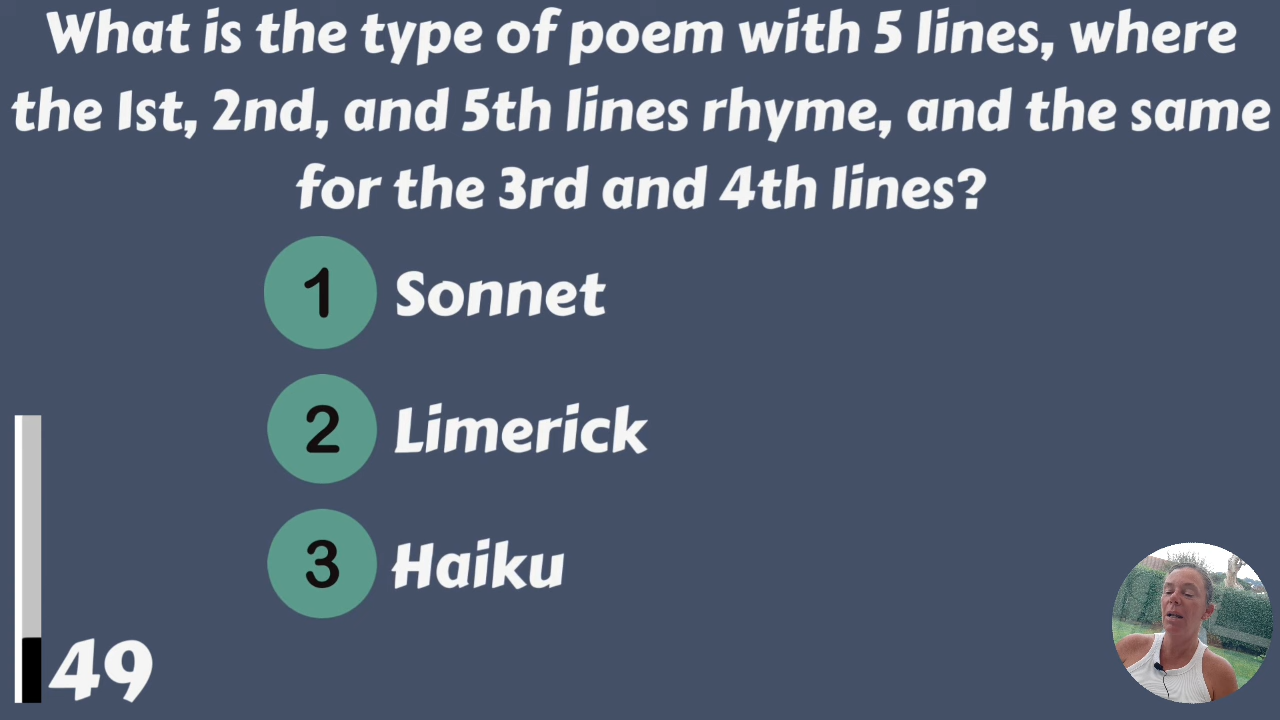 What is the type of poem with 5 lines, where
the 1st, 2nd, and 5th lines rhyme, and the same
for the 3rd and 4th lines?
1 Sonnet
2 Limerick
3 Haiku
49